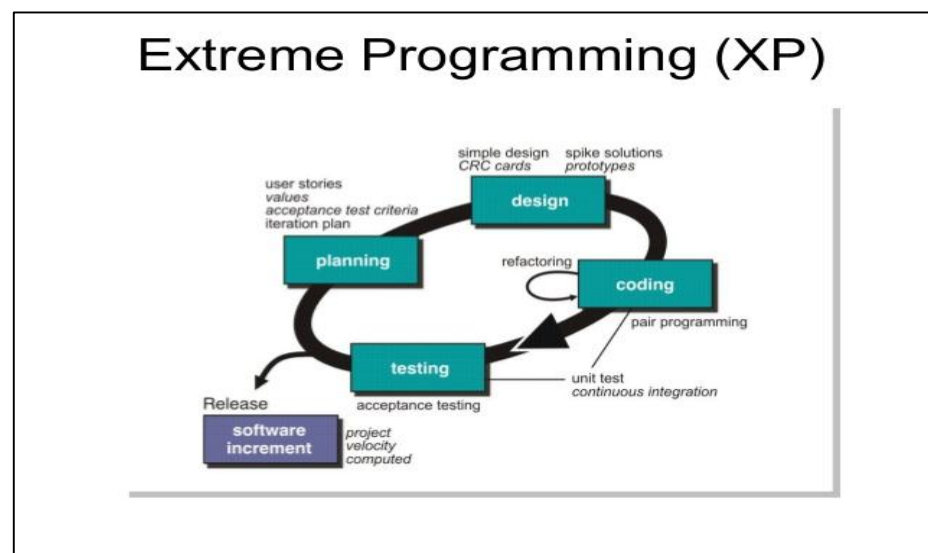 Extreme Programming (XP)
simple design
CRC cards
spike solutions
prototypes
user stories
values
acceptance test criteria
iteration plan
design
planning
refactoring
coding
pair programming
testing
unit test
continuous integration
acceptance testing
Release
software
increment
project
velocity
computed